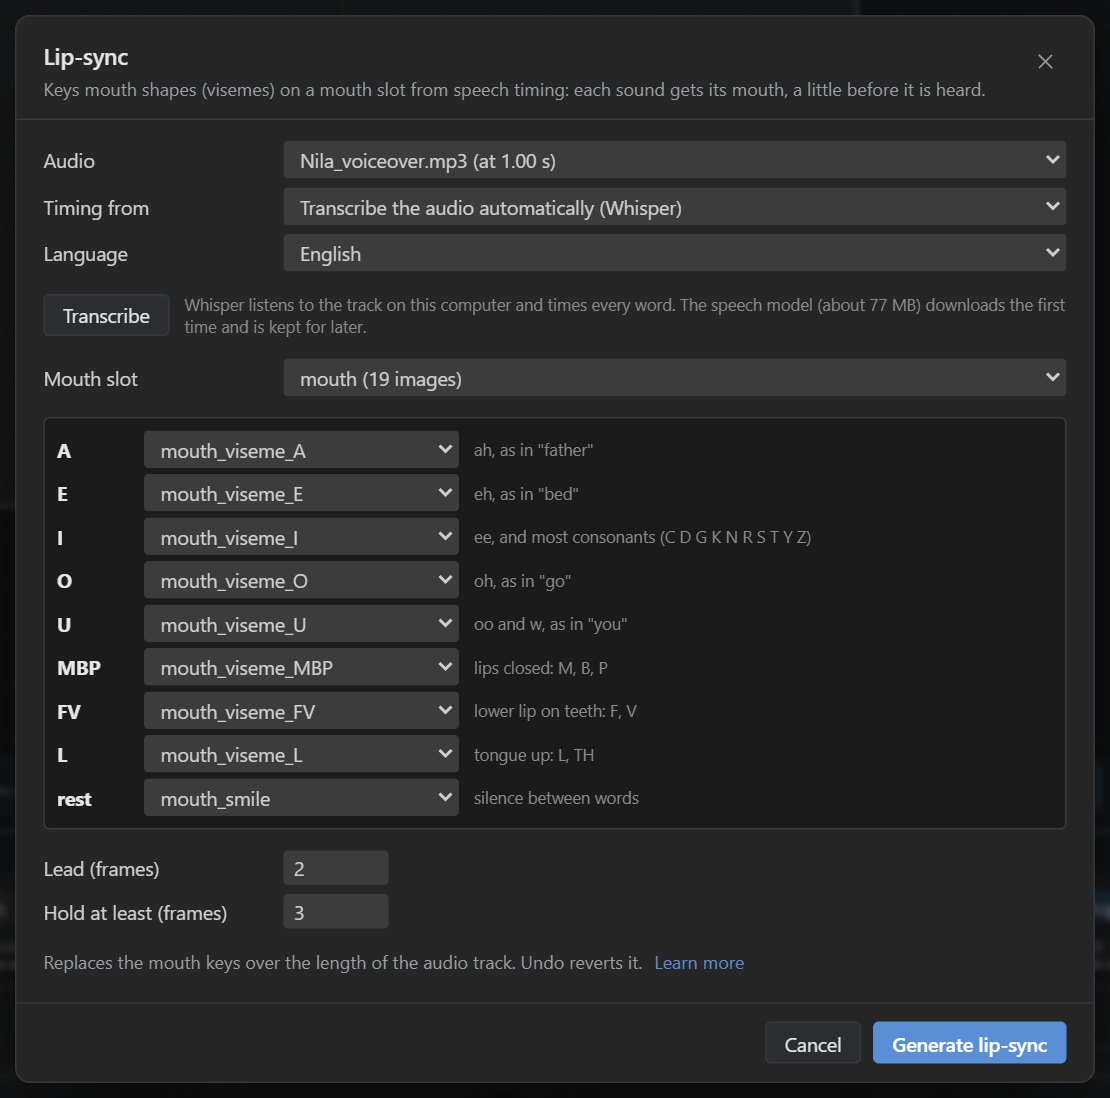 Lip-sync
Keys mouth shapes (visemes) on a mouth slot from speech timing: each sound gets its mouth, a little before it is heard.
Audio
Nila_voiceover.mp3 (at 1.00 s)
Timing from
Transcribe the audio automatically (Whisper)
Language
English
Transcribe
Whisper listens to the track on this computer and times every word. The speech model (about 77 MB) downloads the first
time and is kept for later.
Mouth slot
mouth (19 images)
A
mouth_viseme_A
ah, as in "father"
E
mouth_viseme_E
eh, as in "bed"
I
mouth_viseme_I
ee, and most consonants (C D G K N R S T Y Z)
O
mouth_viseme_O
oh, as in "go"
U
mouth_viseme_U
oo and w, as in "you"
MBP
mouth_viseme_MBP
lips closed: M, B, P
FV
mouth_viseme_FV
lower lip on teeth: F, V
L
mouth_viseme_L
tongue up: L, TH
rest
mouth_smile
silence between words
Lead (frames)
2
Hold at least (frames)
3
Replaces the mouth keys over the length of the audio track. Undo reverts it. Learn more
Cancel
Generate lip-sync